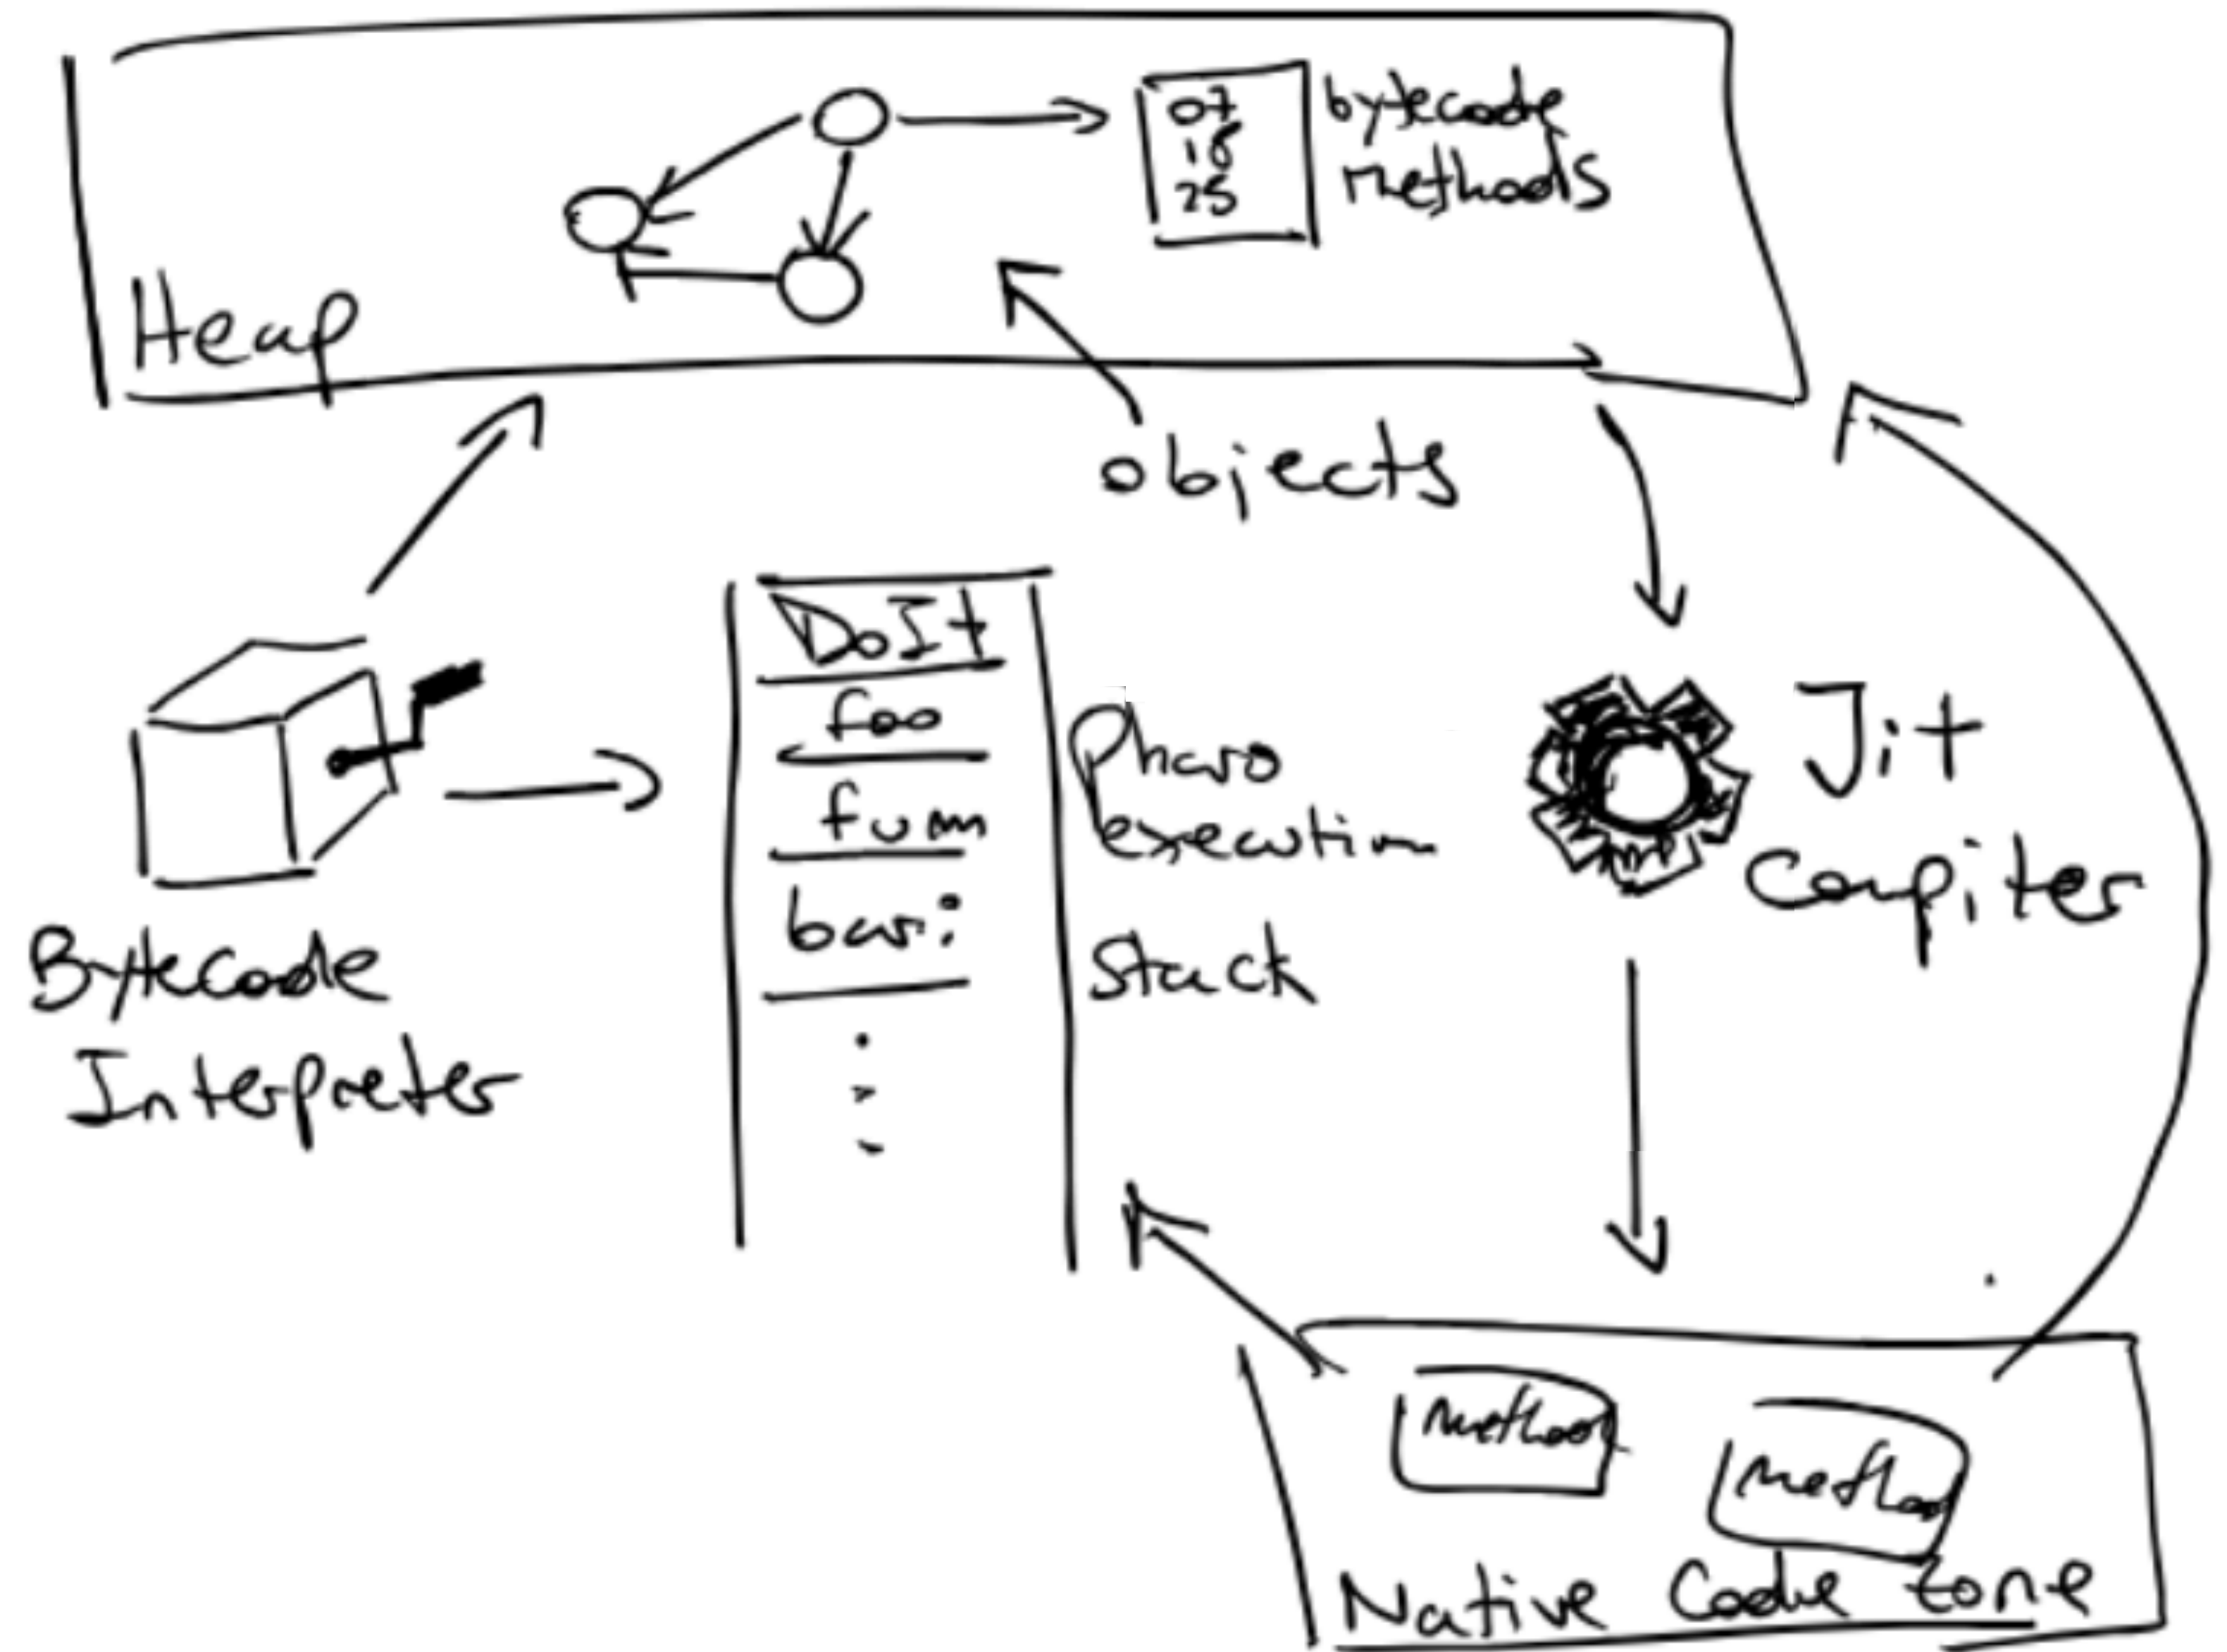 07
18
25
bytecode
methods
Heap
objects
DoIt
foo
fum
bar:
Pharo
execution
Stack
Jit
Compiter
Bytecode
Interpreter
method
method
Native Code zone